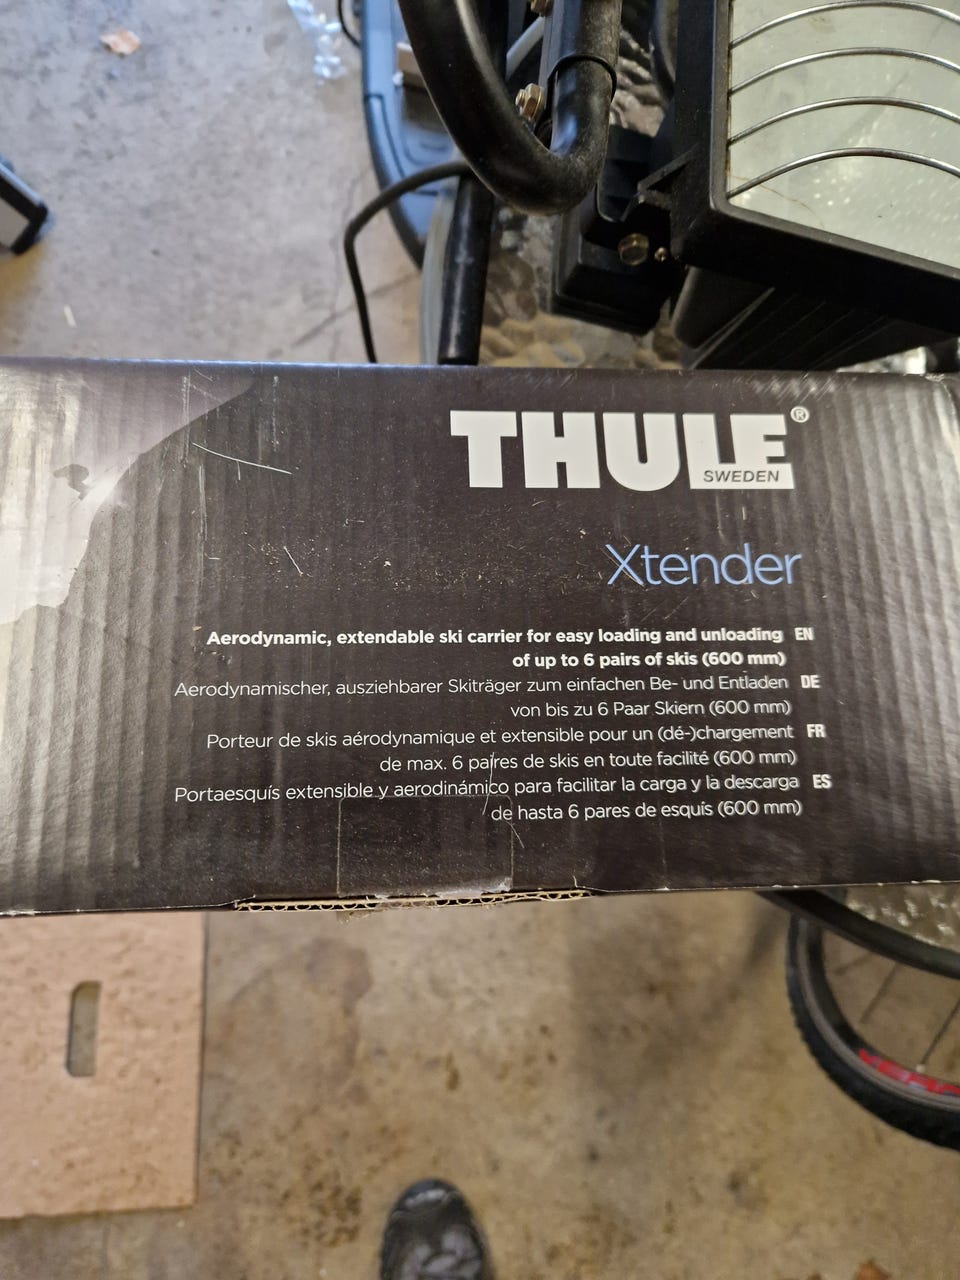 THULE®
SWEDEN
Xtender
Aerodynamic, extendable ski carrier for easy loading and unloading EN
of up to 6 pairs of skis (600 mm)
Aerodynamischer, ausziehbarer Skiträger zum einfachen Be- und Entladen DE
von bis zu 6 Paar Skiern (600 mm)
Porteur de skis aérodynamique et extensible pour un (dé-)chargement FR
de max. 6 paires de skis en toute facilité (600 mm)
Portaesquís extensible y aerodinámico para facilitar la carga y la descarga ES
de hasta 6 pares de esquís (600 mm)